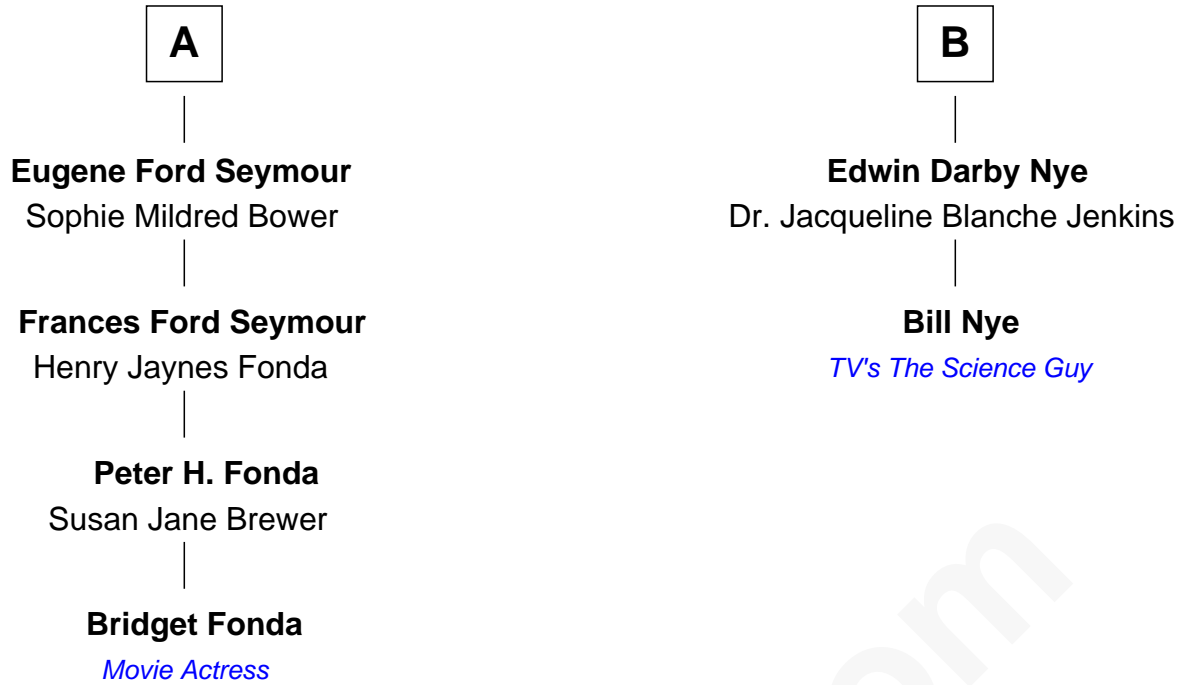 A
Eugene Ford Seymour
Sophie Mildred Bower
Frances Ford Seymour
Henry Jaynes Fonda
Peter H. Fonda
Susan Jane Brewer
Bridget Fonda
Movie Actress
B
Edwin Darby Nye
Dr. Jacqueline Blanche Jenkins
Bill Nye
TV's The Science Guy
om